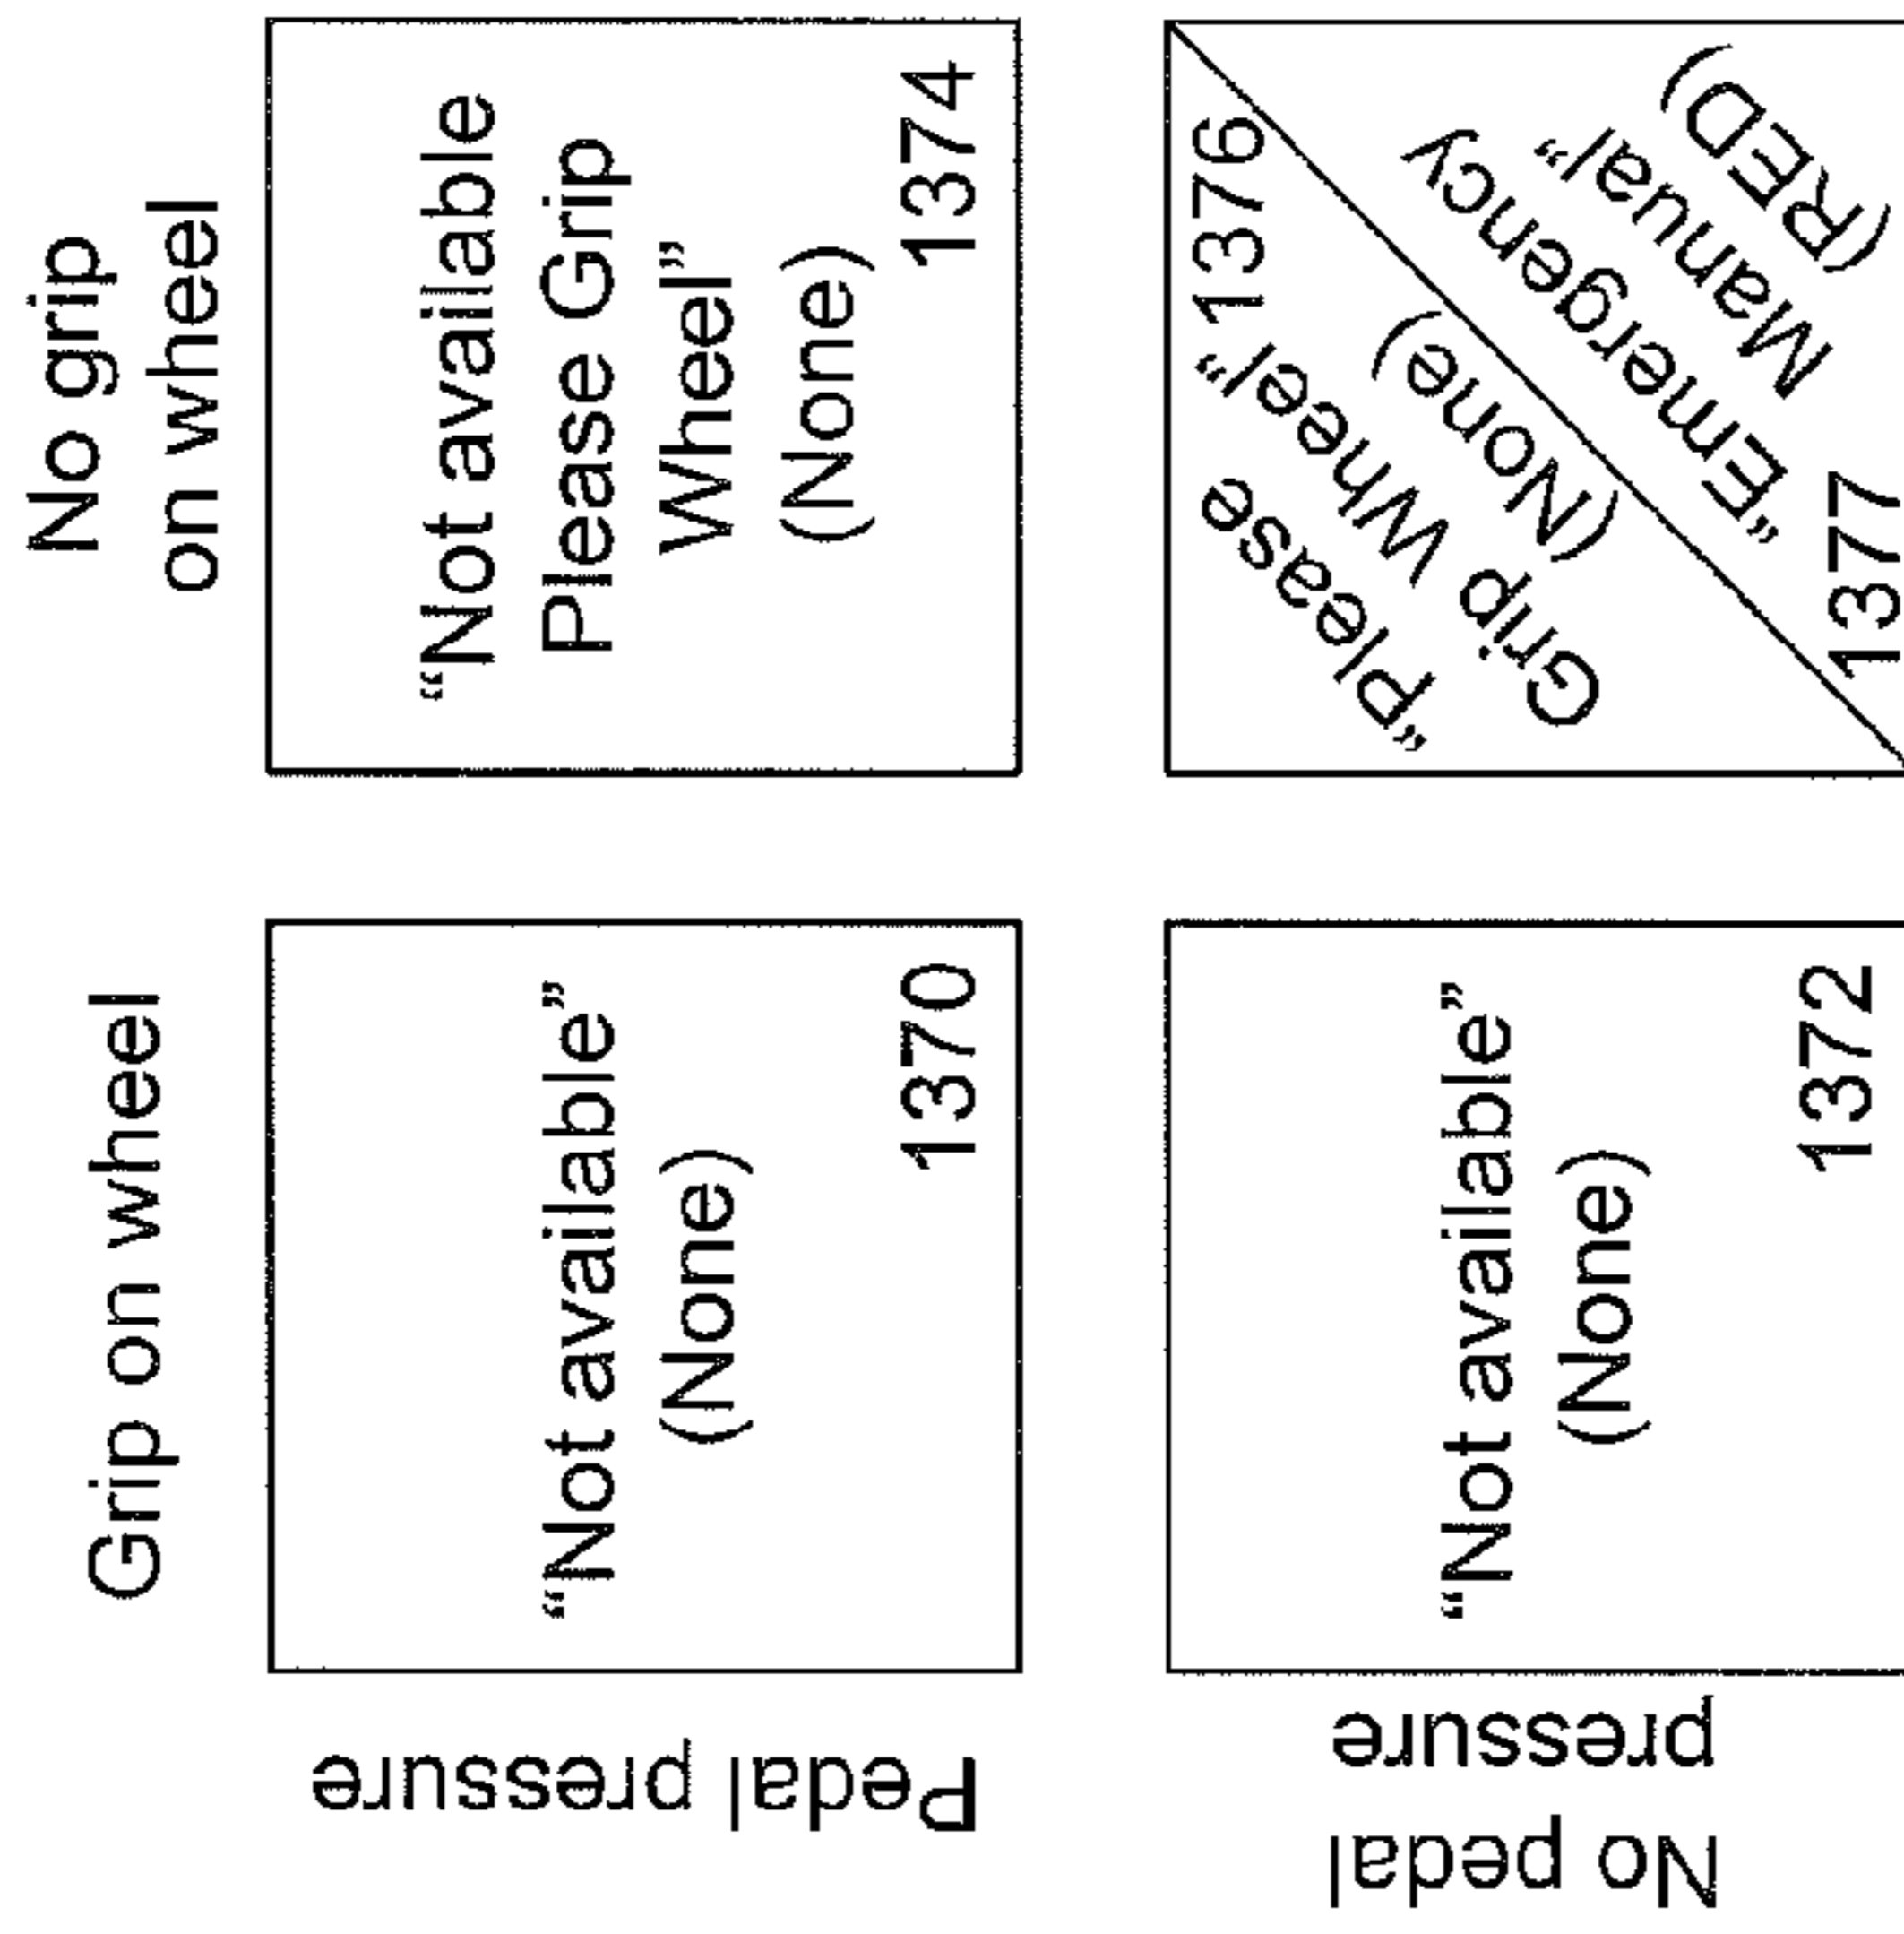 Grip on wheel
No grip
on wheel
Pedal pressure
“Not available”
(None)
1370
“Not available
Please Grip
Wheel”
(None)
1374
No pedal
pressure
“Not available”
(None)
1372
“Please
Grip Wheel”
(None)
1376
“Emergency
Manual”
(RED)
1377